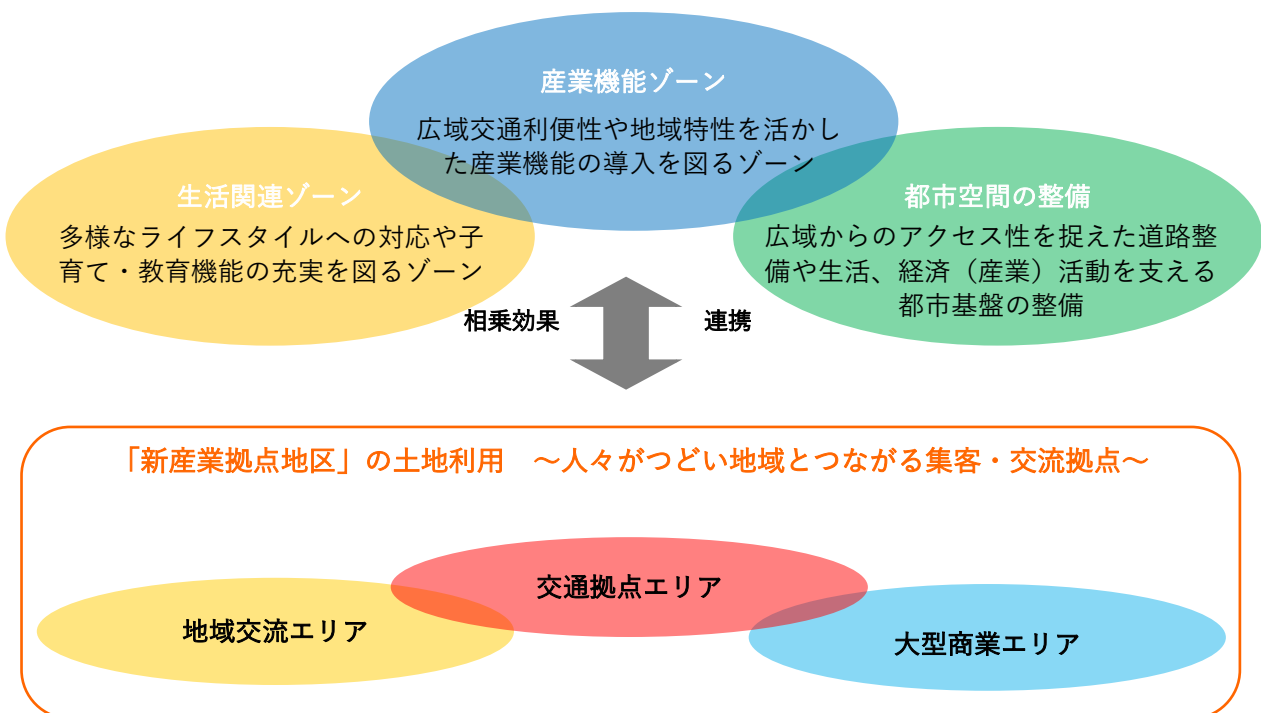 産業機能ゾーン
広域交通利便性や地域特性を活かし
た産業機能の導入を図るゾーン
生活関連ゾーン
多様なライフスタイルへの対応や子
育て・教育機能の充実を図るゾーン
都市空間の整備
広域からのアクセス性を捉えた道路整
備や生活、経済（産業）活動を支える
都市基盤の整備
相乗効果
連携
「新産業拠点地区」の土地利用　～人々がつどい地域とつながる集客・交流拠点～
交通拠点エリア
地域交流エリア
大型商業エリア